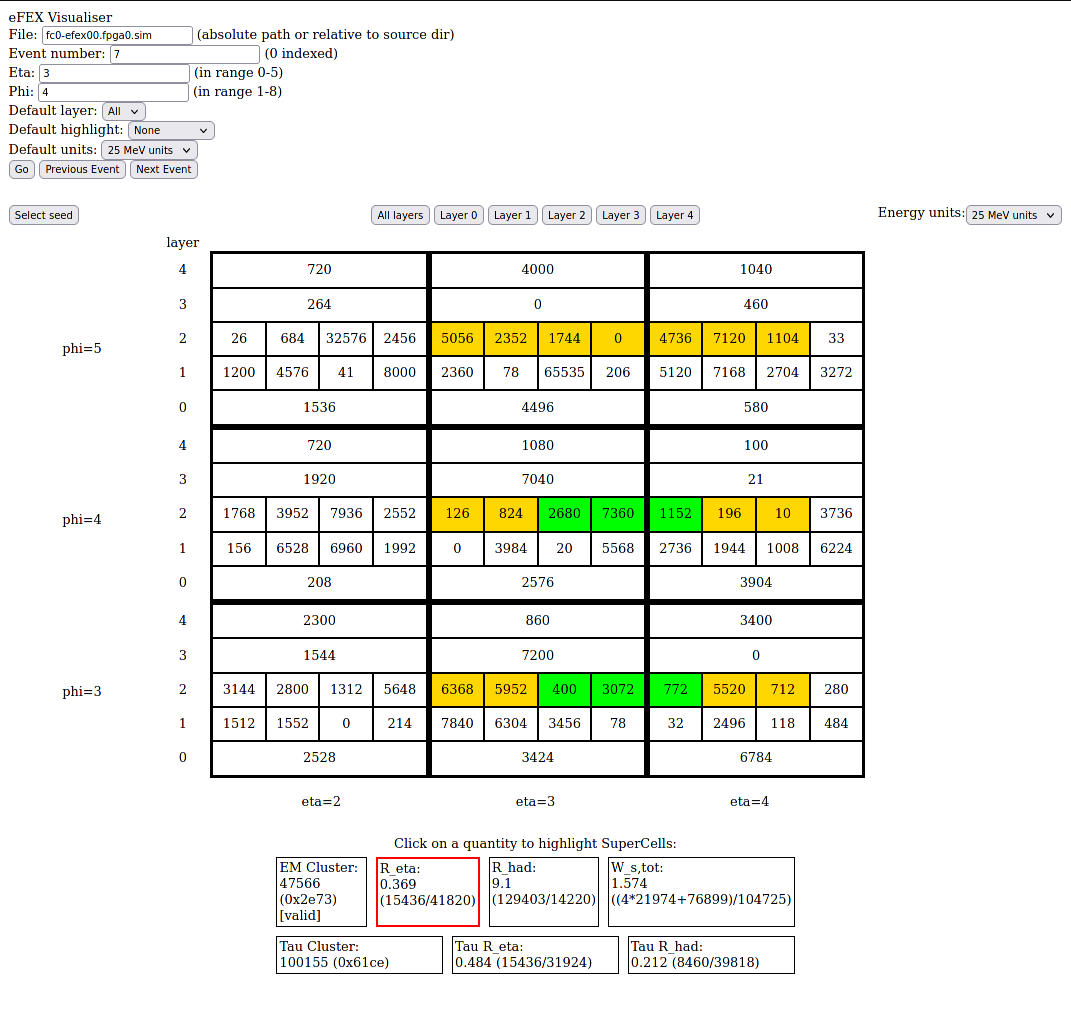 eFEX Visualiser
File: fc0-efex00.fpga0.sim (absolute path or relative to source dir)
Event number: 7 (0 indexed)
Eta: 3 (in range 0-5)
Phi: 4 (in range 1-8)
Default layer: All
Default highlight: None
Default units: 25 MeV units
Go Previous Event Next Event
Select seed All layers Layer 0 Layer 1 Layer 2 Layer 3 Layer 4 Energy units: 25 MeV units
layer
4 720 4000 1040
3 264 0 460
phi=5 2 26 684 32576 2456 5056 2352 1744 0 4736 7120 1104 33
1 1200 4576 41 8000 2360 78 65535 206 5120 7168 2704 3272
0 1536 4496 580
4 720 1080 100
3 1920 7040 21
phi=4 2 1768 3952 7936 2552 126 824 2680 7360 1152 196 10 3736
1 156 6528 6960 1992 0 3984 20 5568 2736 1944 1008 6224
0 208 2576 3904
4 2300 860 3400
3 1544 7200 0
phi=3 2 3144 2800 1312 5648 6368 5952 400 3072 772 5520 712 280
1 1512 1552 0 214 7840 6304 3456 78 32 2496 118 484
0 2528 3424 6784
eta=2 eta=3 eta=4
Click on a quantity to highlight SuperCells:
EM Cluster:
47566
(0x2e73)
[valid]
R_eta:
0.369
(15436/41820)
R_had:
9.1
(129403/14220)
W_s,tot:
1.574
((4*21974+76899)/104725)
Tau Cluster:
100155 (0x61ce)
Tau R_eta:
0.484 (15436/31924)
Tau R_had:
0.212 (8460/39818)